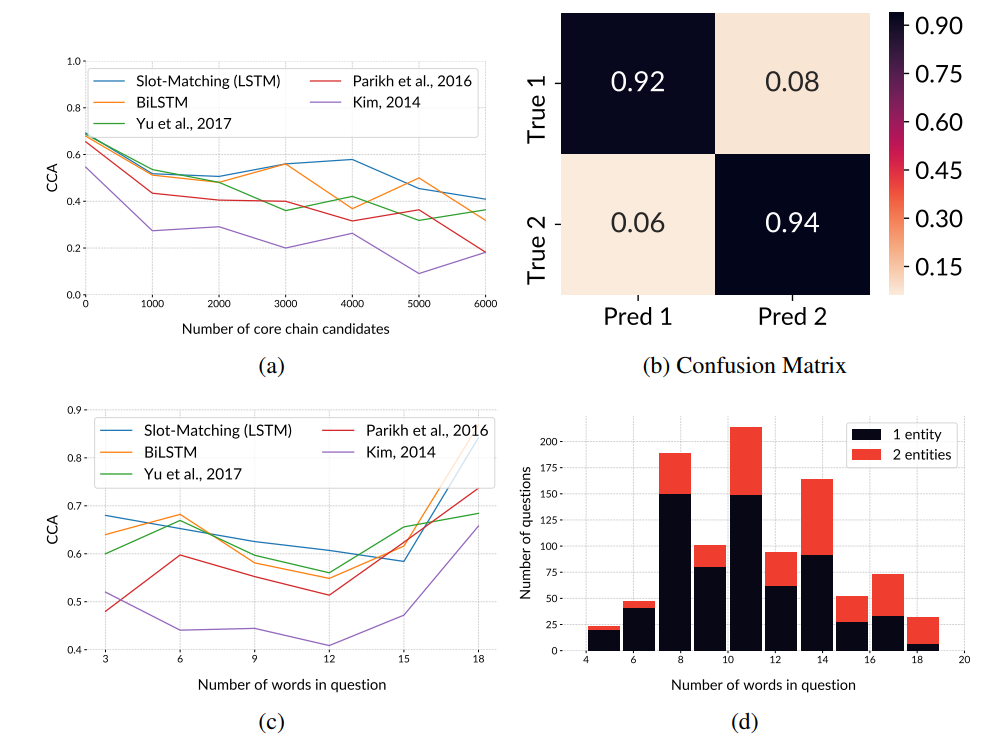 1.0
0.8
0.6
0.4
0.2
0.0
CCA
Slot-Matching (LSTM)
BiLSTM
Yu et al., 2017
Parikh et al., 2016
Kim, 2014
0 1000 2000 3000 4000 5000 6000
Number of core chain candidates
(a)
True 1
True 2
0.92 0.08
0.06 0.94
Pred 1 Pred 2
0.90
0.75
0.60
0.45
0.30
0.15
(b) Confusion Matrix
0.9
0.8
0.7
0.6
0.5
0.4
CCA
Slot-Matching (LSTM)
BiLSTM
Yu et al., 2017
Parikh et al., 2016
Kim, 2014
3 6 9 12 15 18
Number of words in question
(c)
200
175
150
125
100
75
50
25
0
Number of questions
1 entity
2 entities
4 6 8 10 12 14 16 18 20
Number of words in question
(d)